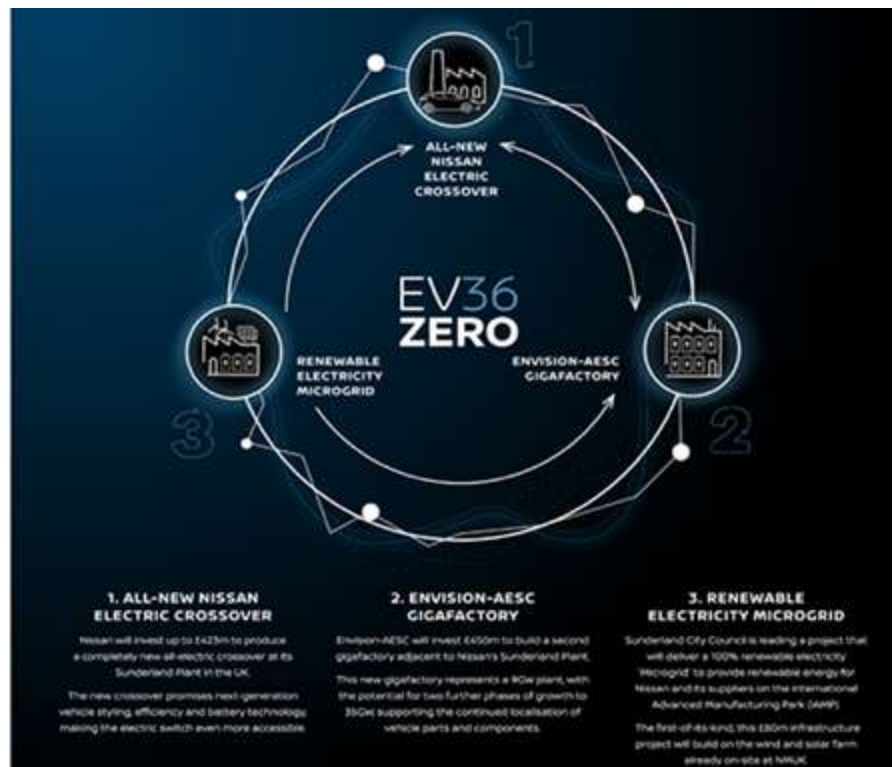 1
ALL-NEW
NISSAN
ELECTRIC
CROSSOVER
EV36
ZERO
RENEWABLE
ELECTRICITY
MICROGRID
ENVISION-AESC
GIGAFACTORY
3
2
1. ALL-NEW NISSAN
ELECTRIC CROSSOVER
Nissan will invest up to £423m to produce
a completely new all-electric crossover at its
Sunderland Plant in the UK.
The new crossover promises next-generation
vehicle styling, efficiency and battery technology
making the electric switch even more accessible.
2. ENVISION-AESC
GIGAFACTORY
Envision-AESC will invest £450m to build a second
gigafactory adjacent to Nissan's Sunderland Plant.
This new gigafactory represents a 9GW plant, with
the potential for two further phases of growth to
35GW, supporting the continued localisation of
vehicle parts and components.
3. RENEWABLE
ELECTRICITY MICROGRID
Sunderland City Council is leading a project that
will deliver a 100% renewable electricity
'Microgrid' to provide renewable energy for
Nissan and its suppliers on the International
Advanced Manufacturing Park (IAMP)
The first-of-its-kind, this £80m infrastructure
project will build on the wind and solar farm
already on-site at NMUK